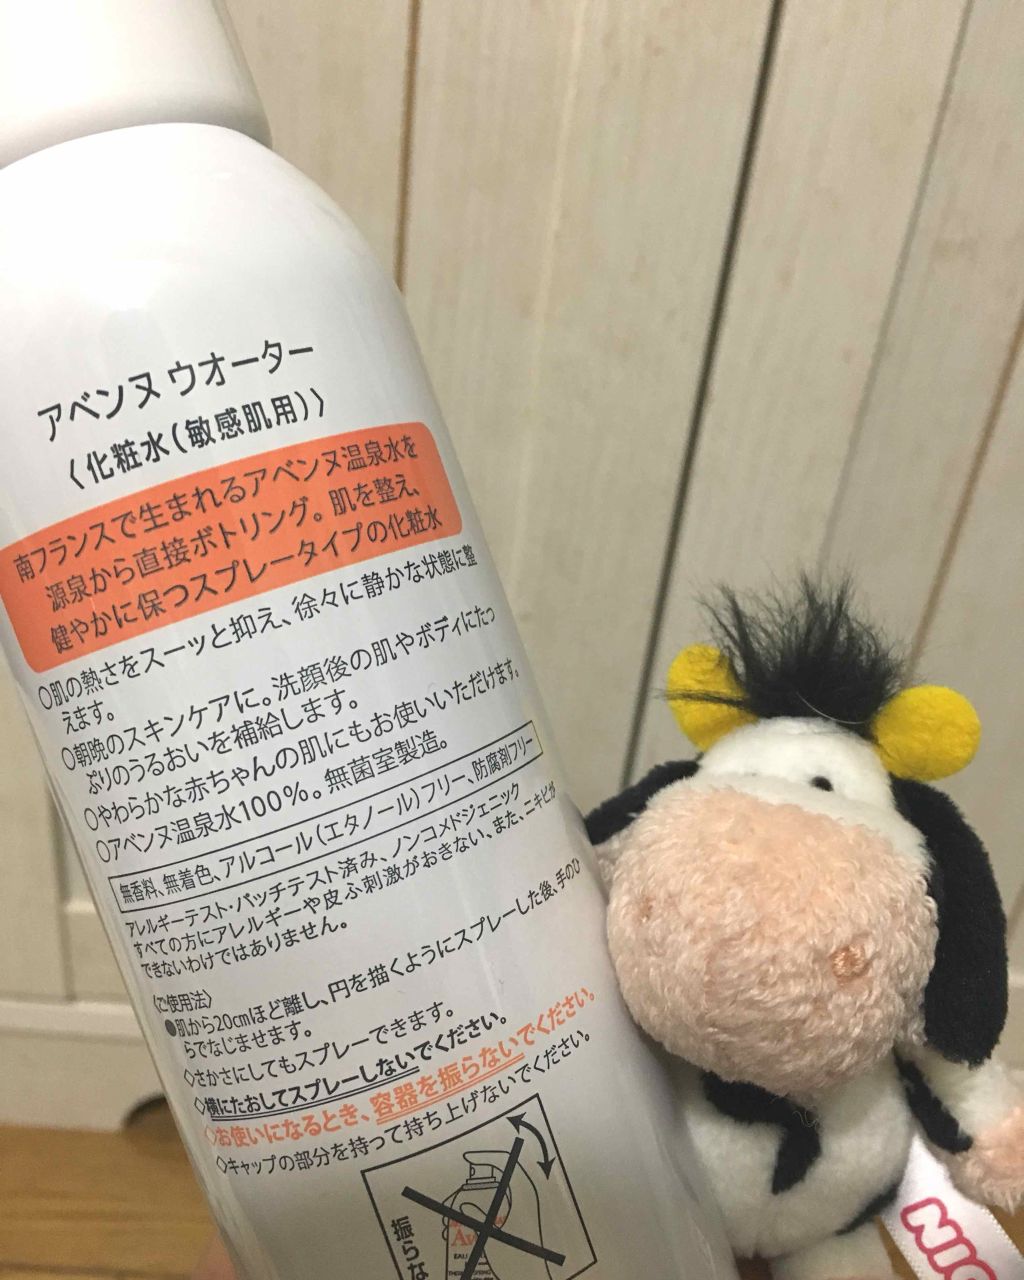 アベンヌ ウオーター
〈化粧水(敏感肌用)〉
南フランスで生まれるアベンヌ温泉水を
源泉から直接ボトリング。肌を整え、
健やかに保つスプレータイプの化粧水
○肌の熱さをスーッと抑え、徐々に静かな状態に整
えます。
○朝晩のスキンケアに。洗顔後の肌やボディにたっ
ぷりのうるおいを補給します。
○やわらかな赤ちゃんの肌にもお使いいただけます。
○アベンヌ温泉水100%。無菌室製造。
無香料、無着色、アルコール(エタノール)フリー、防腐剤フリー
アレルギーテスト・パッチテスト済み、ノンコメドジェニック
すべての方にアレルギーや皮ふ刺激がおきない、また、ニキビが
できないわけではありません。
〈ご使用法〉
●肌から20cmほど離し、円を描くようにスプレーした後、手のひ
らでなじませます。
◇さかさにしてもスプレーできます。
◇横にたおしてスプレーしないでください。
◇お使いになるとき、容器を振らないでください。
◇キャップの部分を持って持ち上げないでください。
振らな
Av
EAU
NIC